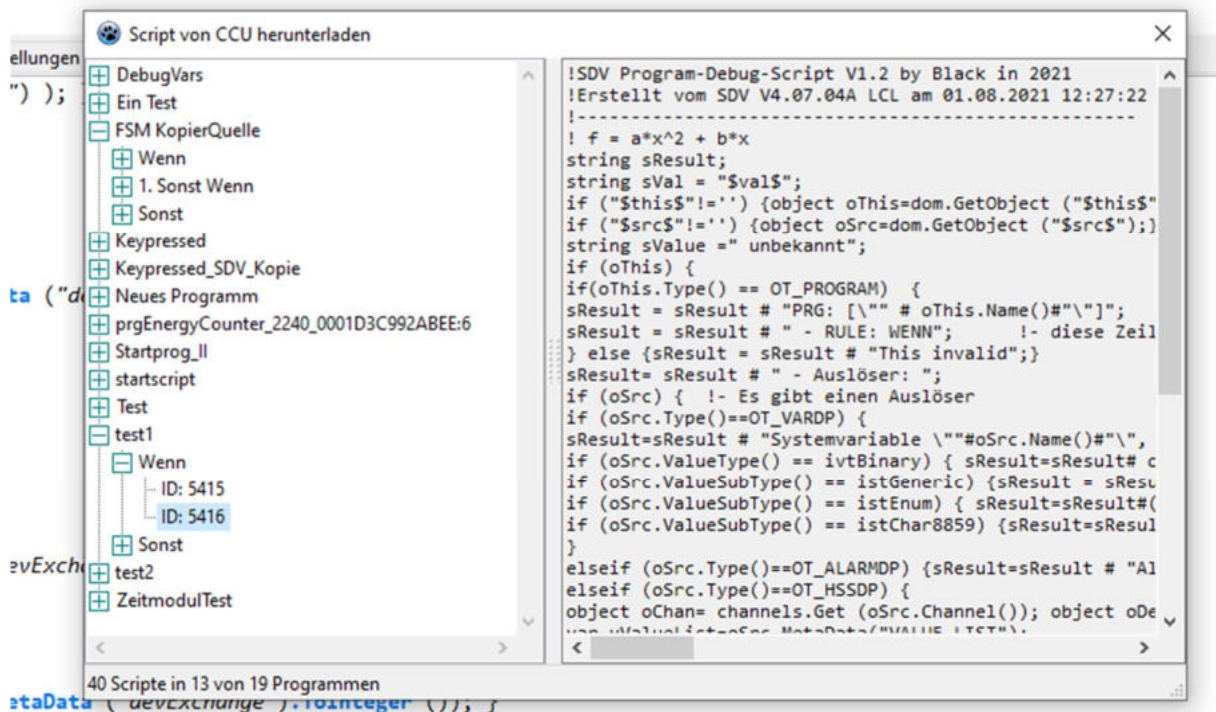 Script von CCU herunterladen
ellungen
") );
ta ("de
evExch
etaData ("devExchange").ToInteger ()); }
DebugVars
Ein Test
FSM KopierQuelle
Wenn
1. Sonst Wenn
Sonst
Keypressed
Keypressed_SDV_Kopie
Neues Programm
prgEnergyCounter_2240_0001D3C992ABEE:6
Startprog_II
startscript
Test
test1
Wenn
ID: 5415
ID: 5416
Sonst
test2
ZeitmodulTest
!SDV Program-Debug-Script V1.2 by Black in 2021
!Erstellt vom SDV V4.07.04A LCL am 01.08.2021 12:27:22
!----------------------------------------------------
! f = a*x^2 + b*x
string sResult;
string sVal = "$val$";
if ("$this$"!='') {object oThis=dom.GetObject ("$this$"
if ("$src$"!='') {object oSrc=dom.GetObject ("$src$");}
string sValue =" unbekannt";
if (oThis) {
if(oThis.Type() == OT_PROGRAM)  {
sResult = sResult # "PRG: [\"" # oThis.Name()#"\"]";
sResult = sResult # " - RULE: WENN";      !- diese Zeil
} else {sResult = sResult # "This invalid";}
sResult= sResult # " - Auslöser: ";
if (oSrc) {  !- Es gibt einen Auslöser
if (oSrc.Type()==OT_VARDP) {
sResult=sResult # "Systemvariable \""#oSrc.Name()#"\",
if (oSrc.ValueType() == ivtBinary) { sResult=sResult# c
if (oSrc.ValueSubType() == istGeneric) {sResult = sResu
if (oSrc.ValueSubType() == istEnum) { sResult=sResult#(
if (oSrc.ValueSubType() == istChar8859) {sResult=sResul
}
elseif (oSrc.Type()==OT_ALARMDP) {sResult=sResult # "Al
elseif (oSrc.Type()==OT_HSSDP) {
object oChan= channels.Get (oSrc.Channel()); object oDe
var vValueList=oSrc.MetaData("VALUE_LIST");
40 Scripte in 13 von 19 Programmen